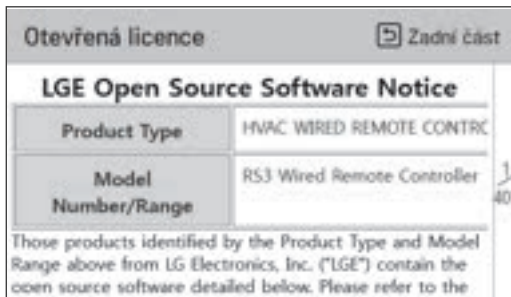 Otevřená licence
Zadní část
LGE Open Source Software Notice
Product Type
HVAC WIRED REMOTE CONTRC
Model
Number/Range
RS3 Wired Remote Controller
1
40
Those products identified by the Product Type and Model
Range above from LG Electronics, Inc. ("LGE") contain the
open source software detailed below. Please refer to the